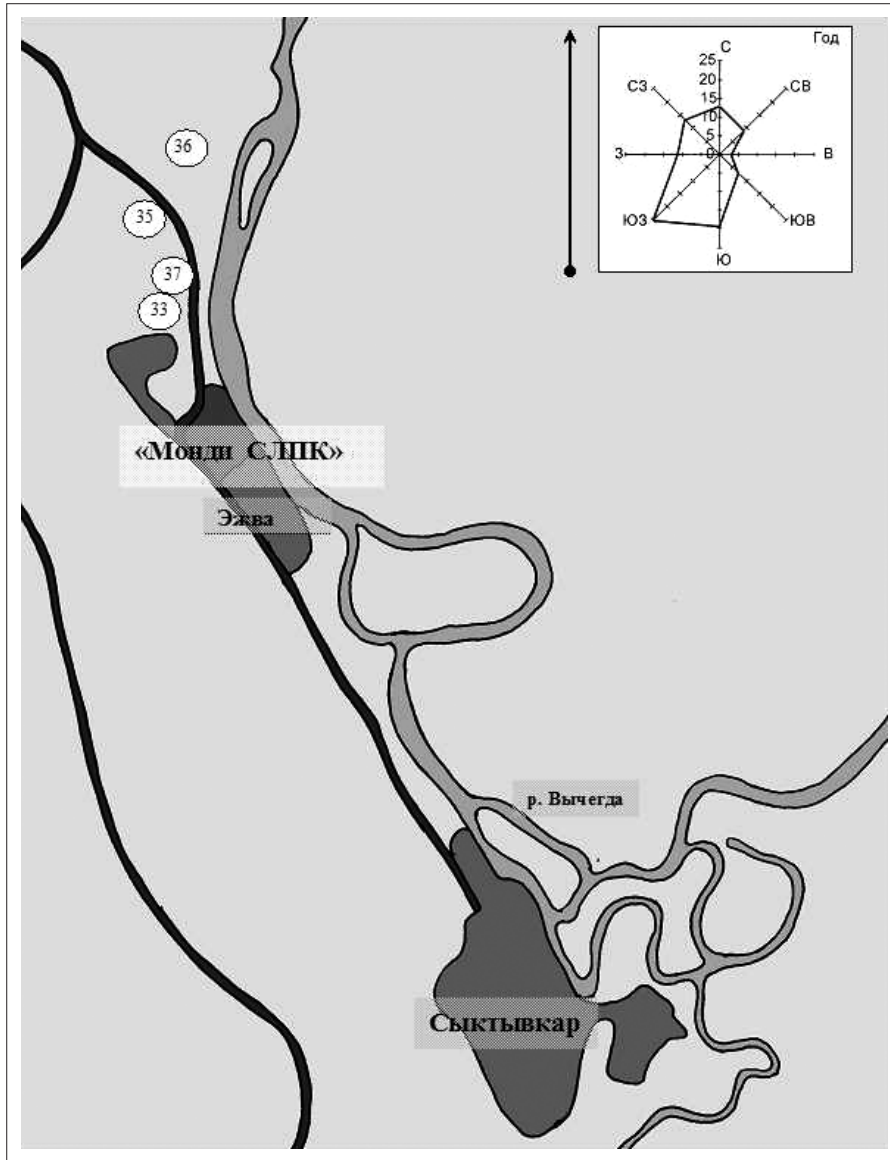 Год
С
25
20
15
10
5
0
СЗ
СВ
З
В
ЮЗ
ЮВ
Ю
36
35
37
33
«Монди СЛПК»
Эжва
р. Вычегда
Сыктывкар